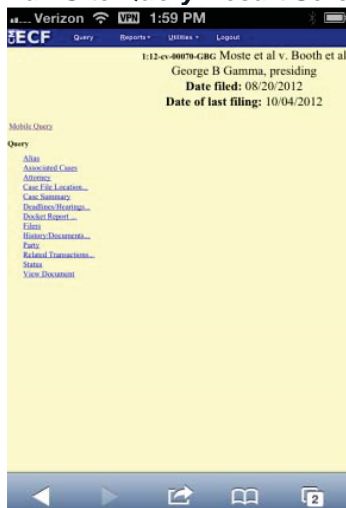 Verizon VPN 1:59 PM
ECF Query Reports Utilities Logout
1:12-cv-00070-GBG Moste et al v. Booth et al
George B Gamma, presiding
Date filed: 08/20/2012
Date of last filing: 10/04/2012
Mobile Query
Query
Alias
Associated Cases
Attorney
Case File Location...
Case Summary
Deadlines/Hearings...
Docket Report ...
Filers
History/Documents...
Party
Related Transactions...
Status
View Document
2